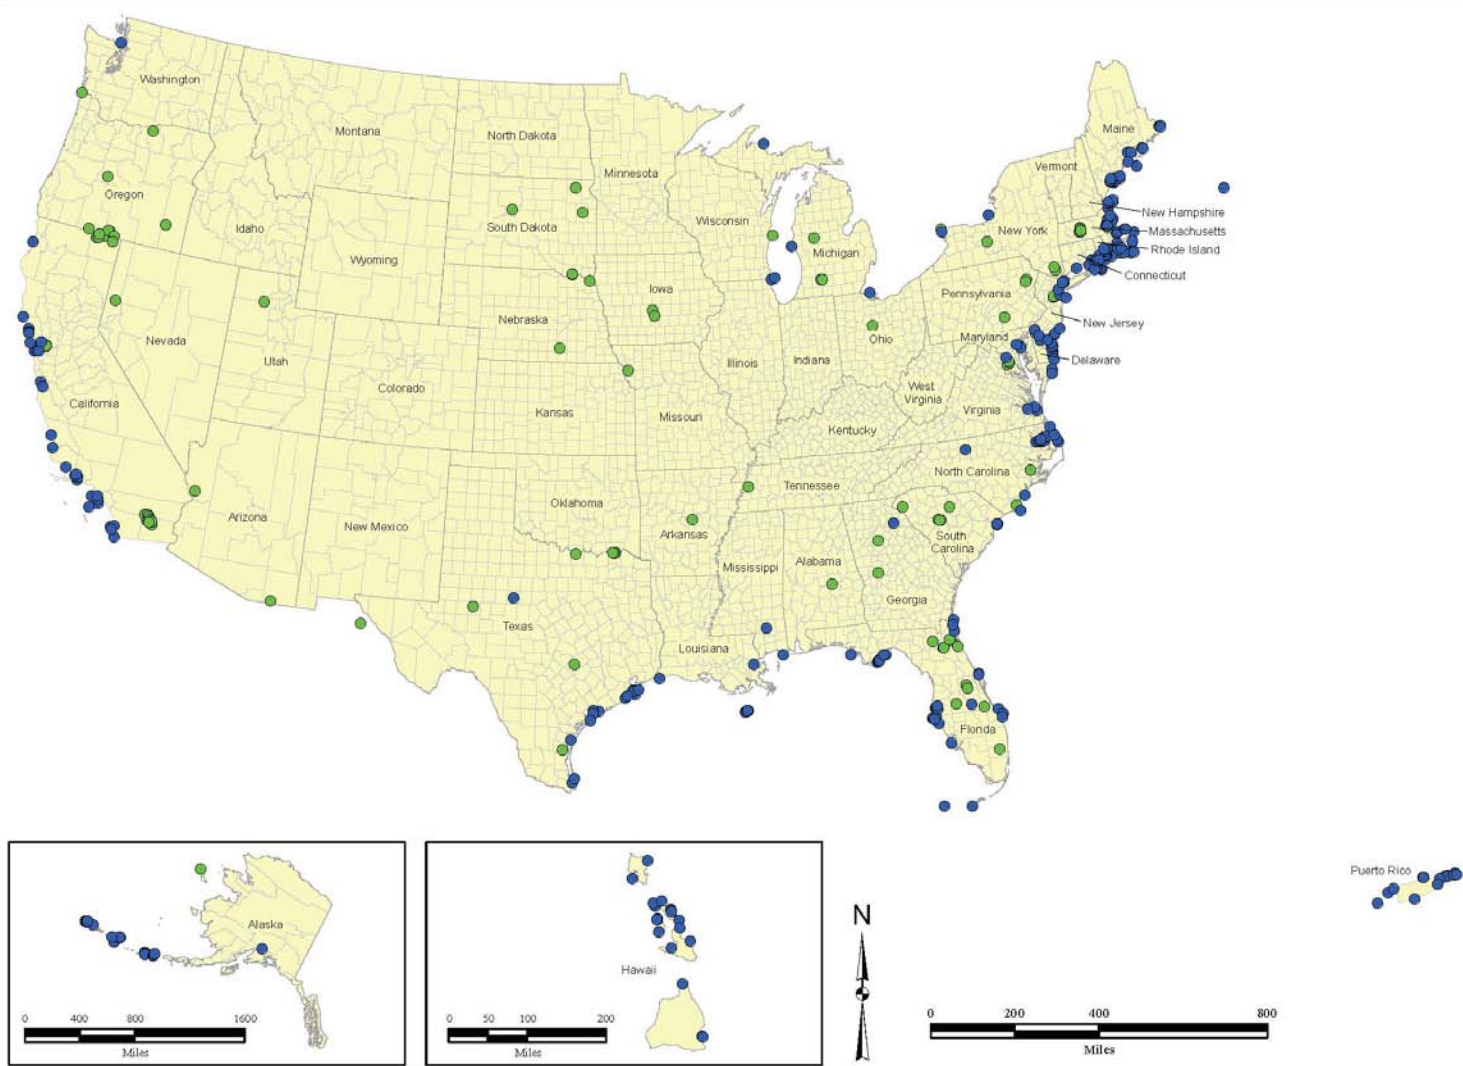 Washington
Montana
North Dakota
Minnesota
Maine
Vermont
Oregon
Idaho
South Dakota
Wisconsin
Michigan
New York
New Hampshire
Massachusetts
Rhode Island
Connecticut
Wyoming
Iowa
Pennsylvania
New Jersey
Nebraska
Nevada
Utah
Illinois
Indiana
Ohio
Maryland
Delaware
Colorado
California
Kansas
Missouri
West
Virginia
Virginia
Kentucky
North Carolina
Tennessee
Oklahoma
Arizona
New Mexico
Arkansas
South
Carolina
Mississippi
Alabama
Georgia
Texas
Louisiana
Florida
Puerto Rico
Alaska
0 400 800 1600
Miles
Hawaii
0 50 100 200
Miles
N
0 200 400 800
Miles